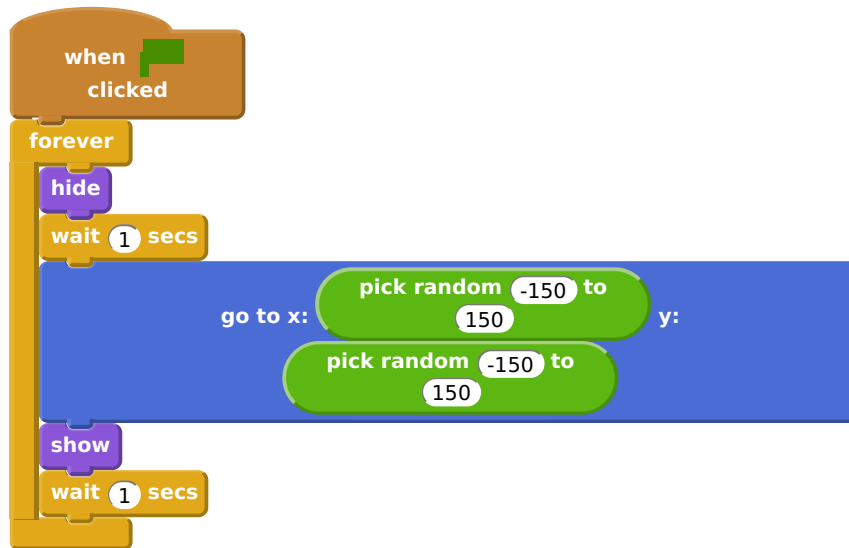 when
clicked
forever
hide
wait 1 secs
pick random -150 to
150
go to x: y:
pick random -150 to
150
show
wait 1 secs